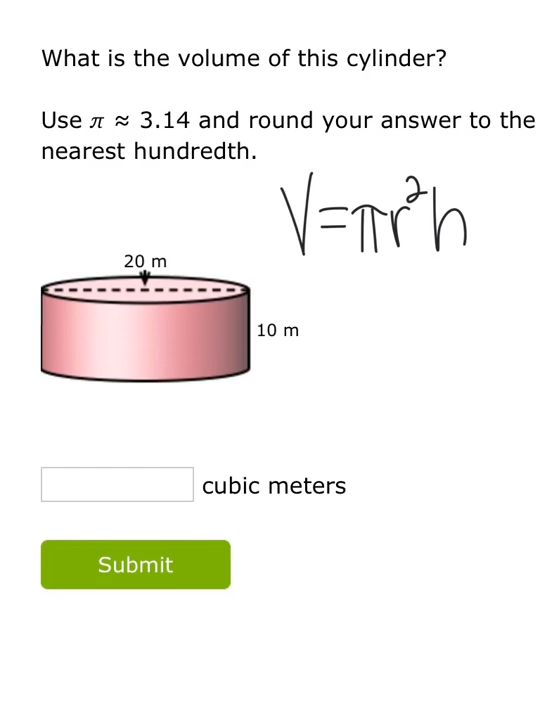 What is the volume of this cylinder?
Use π ≈ 3.14 and round your answer to the
nearest hundredth.
V=πr²h
20 m
10 m
cubic meters
Submit